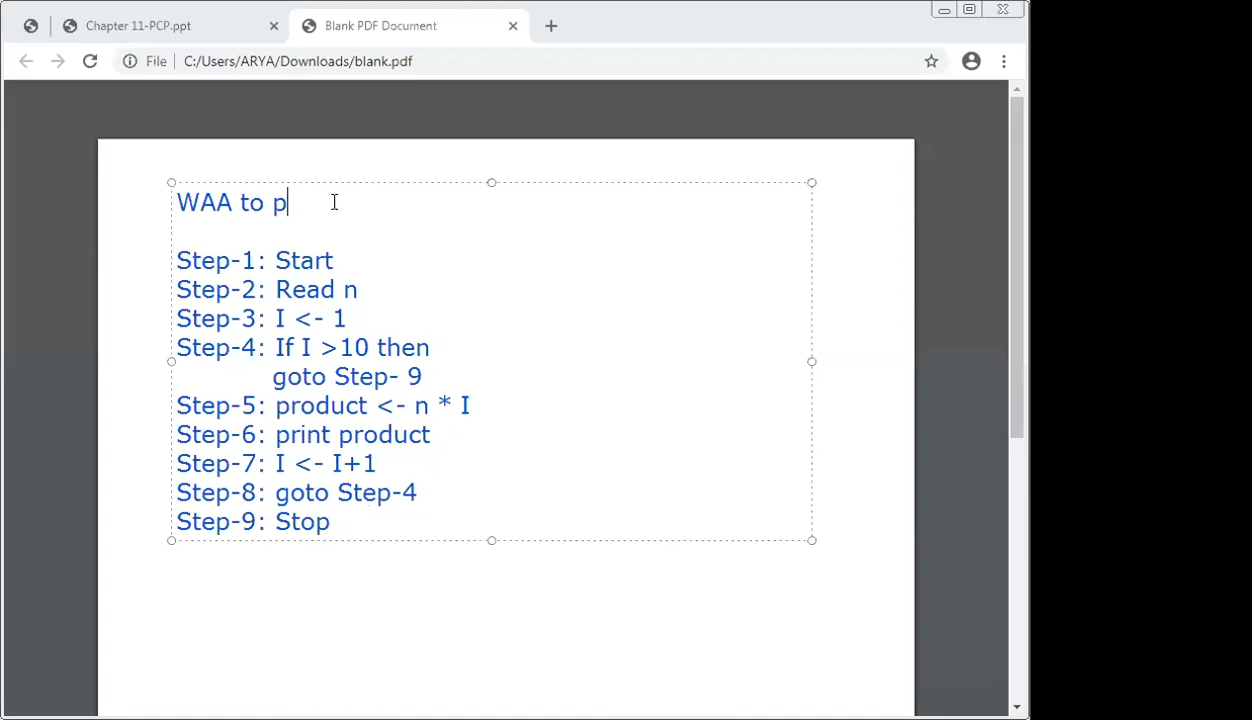 Chapter 11-PCP.ppt
Blank PDF Document
File
C:/Users/ARYA/Downloads/blank.pdf
WAA to p
Step-1: Start
Step-2: Read n
Step-3: I <- 1
Step-4: If I >10 then
goto Step- 9
Step-5: product <- n * I
Step-6: print product
Step-7: I <- I+1
Step-8: goto Step-4
Step-9: Stop